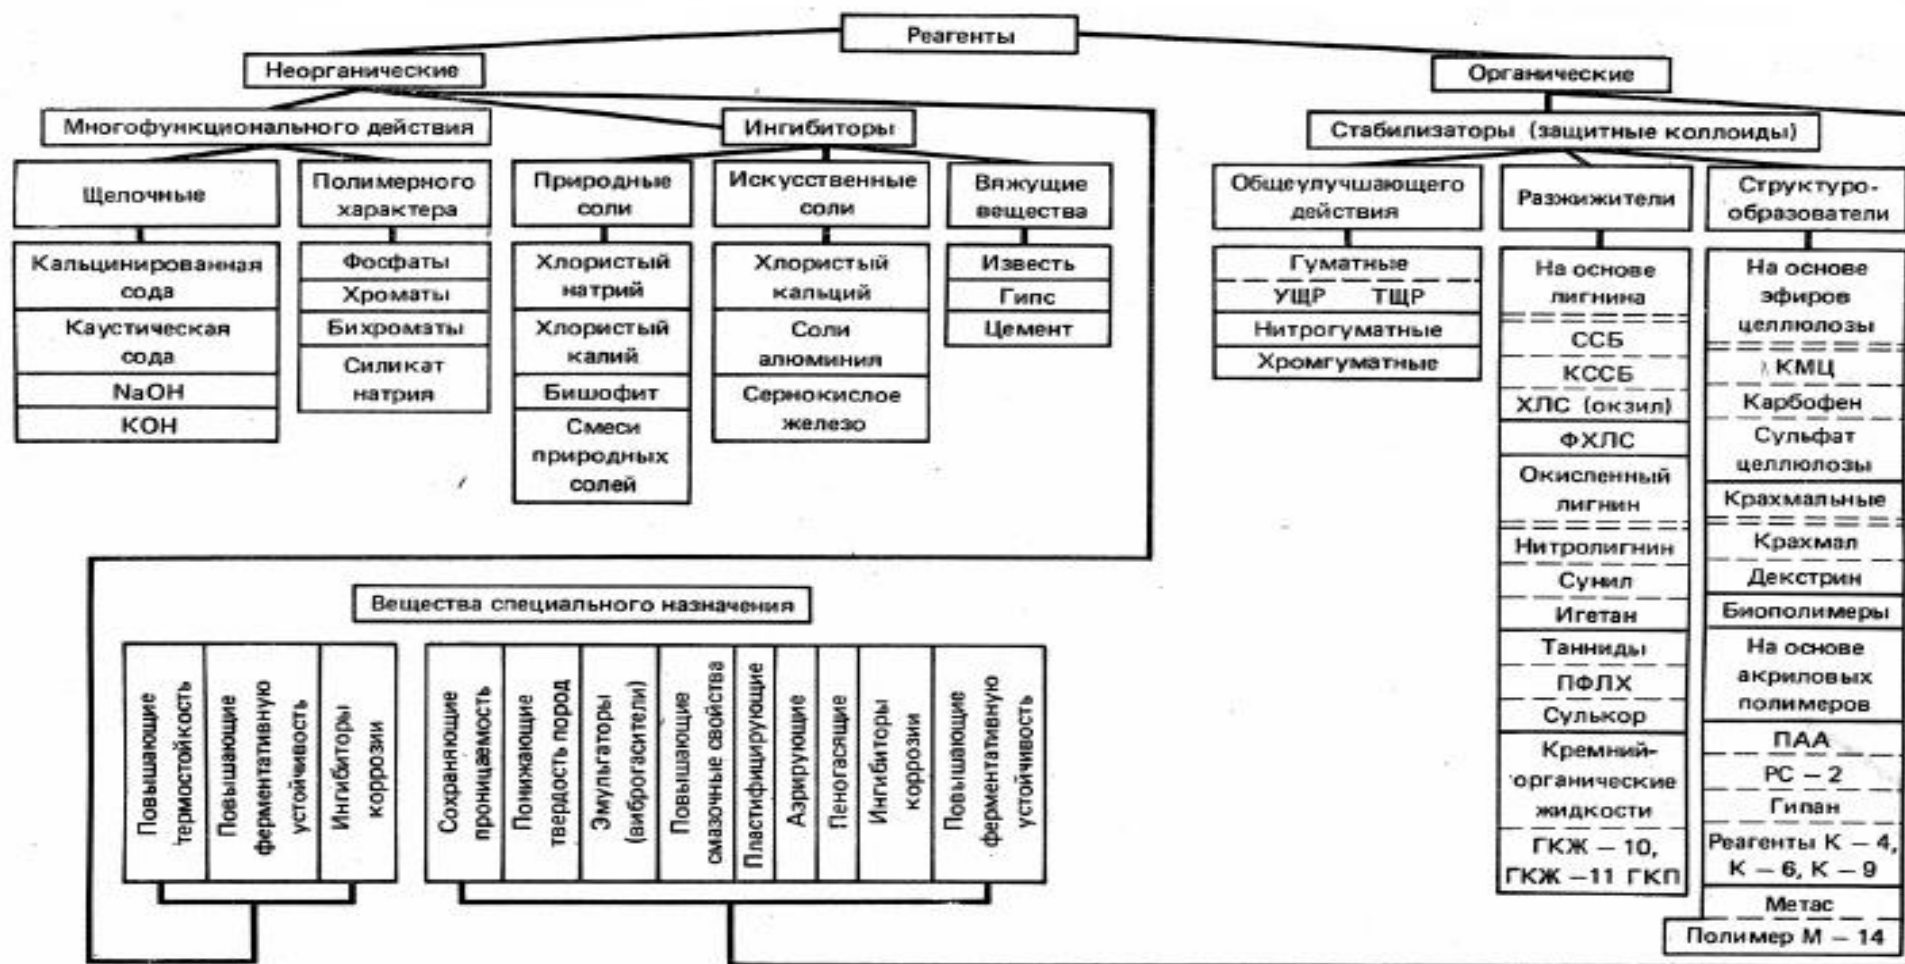 Реагенты
Неорганические
Органические
Многофункционального действия
Ингибиторы
Стабилизаторы (защитные коллоиды)
Щелочные
Полимерного
характера
Природные
соли
Искусственные
соли
Вяжущие
вещества
Общеулучшающего
действия
Разжижители
Структуро-
образователи
Кальцинированная
сода
Каустическая
сода
NaOH
KOH
Фосфаты
Хроматы
Бихроматы
Силикат
натрия
Хлористый
натрий
Хлористый
калий
Бишофит
Смеси
природных
солей
Хлористый
кальций
Соли
алюминия
Сернокислое
железо
Известь
Гипс
Цемент
Гуматные
УЩР ТЩР
Нитрогуматные
Хромгуматные
На основе
лигнина
ССБ
КССБ
ХЛС (окзил)
ФХЛС
Окисленный
лигнин
Нитролигнин
Сунил
Игетан
Танниды
ПФЛХ
Сулькор
Кремний-
органические
жидкости
ГКЖ — 10,
ГКЖ —11 ГКП
На основе
эфиров
целлюлозы
КМЦ
Карбофен
Сульфат
целлюлозы
Крахмальные
Крахмал
Декстрин
Биополимеры
На основе
акриловых
полимеров
ПАА
РС — 2
Гипан
Реагенты К — 4,
К — 6, К — 9
Метас
Полимер М — 14
Вещества специального назначения
Повышающие
термостойкость
Повышающие
ферментативную
устойчивость
Ингибиторы
коррозии
Сохраняющие
проницаемость
Понижающие
твердость пород
Эмульгаторы
(виброгасители)
Повышающие
смазочные свойства
Пластифицирующие
Аэрирующие
Пеногасящие
Ингибиторы
коррозии
Повышающие
ферментативную
устойчивость